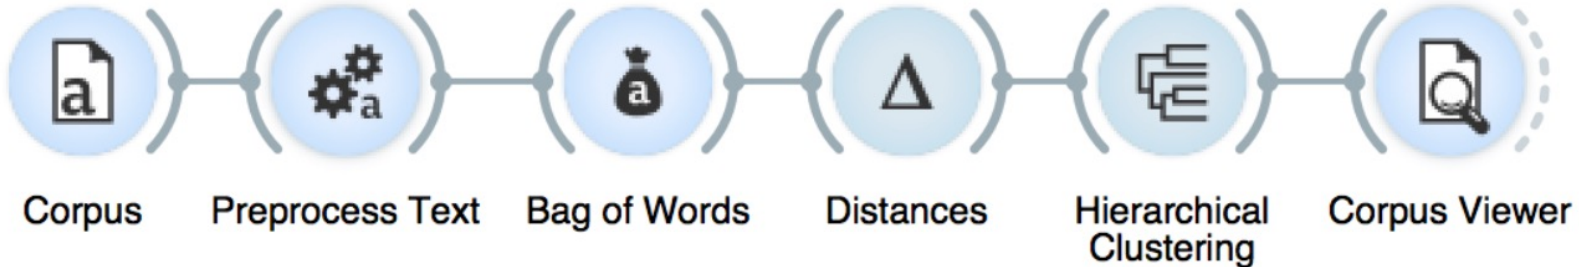 a
a
a
Δ
Corpus
Preprocess Text
Bag of Words
Distances
Hierarchical
Clustering
Corpus Viewer